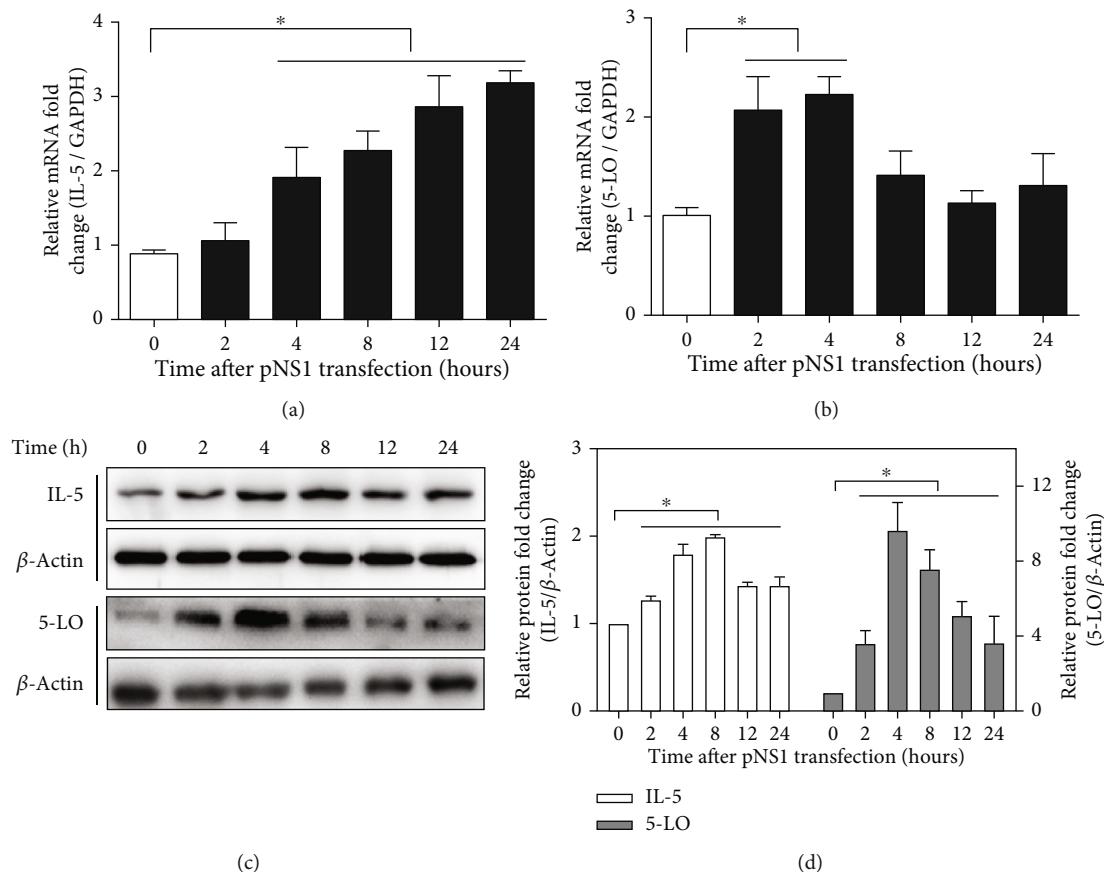 Relative mRNA fold
change (IL-5 / GAPDH)
4
3
2
1
0
*
0 2 4 8 12 24
Time after pNS1 transfection (hours)
(a)
Relative mRNA fold
change (5-LO / GAPDH)
3
2
1
0
*
0 2 4 8 12 24
Time after pNS1 transfection (hours)
(b)
Time (h) 0 2 4 8 12 24
IL-5
β-Actin
5-LO
β-Actin
(c)
Relative protein fold change
(IL-5/β-Actin)
3
2
1
0
*
*
12
8
4
0
Relative protein fold change
(5-LO/β-Actin)
0 2 4 8 12 24 0 2 4 8 12 24
Time after pNS1 transfection (hours)
IL-5
5-LO
(d)